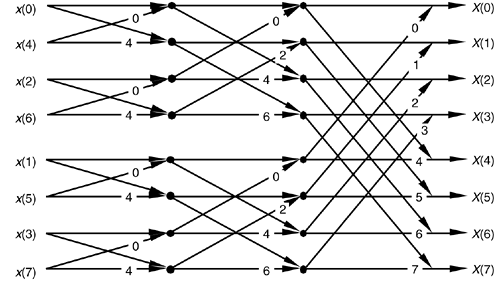 x(0) 0 0 0 X(0)
x(4) 4 2 1 X(1)
x(2) 0 4 2 X(2)
x(6) 4 6 3 X(3)
x(1) 0 0 4 X(4)
x(5) 4 2 5 X(5)
x(3) 0 4 6 X(6)
x(7) 4 6 7 X(7)